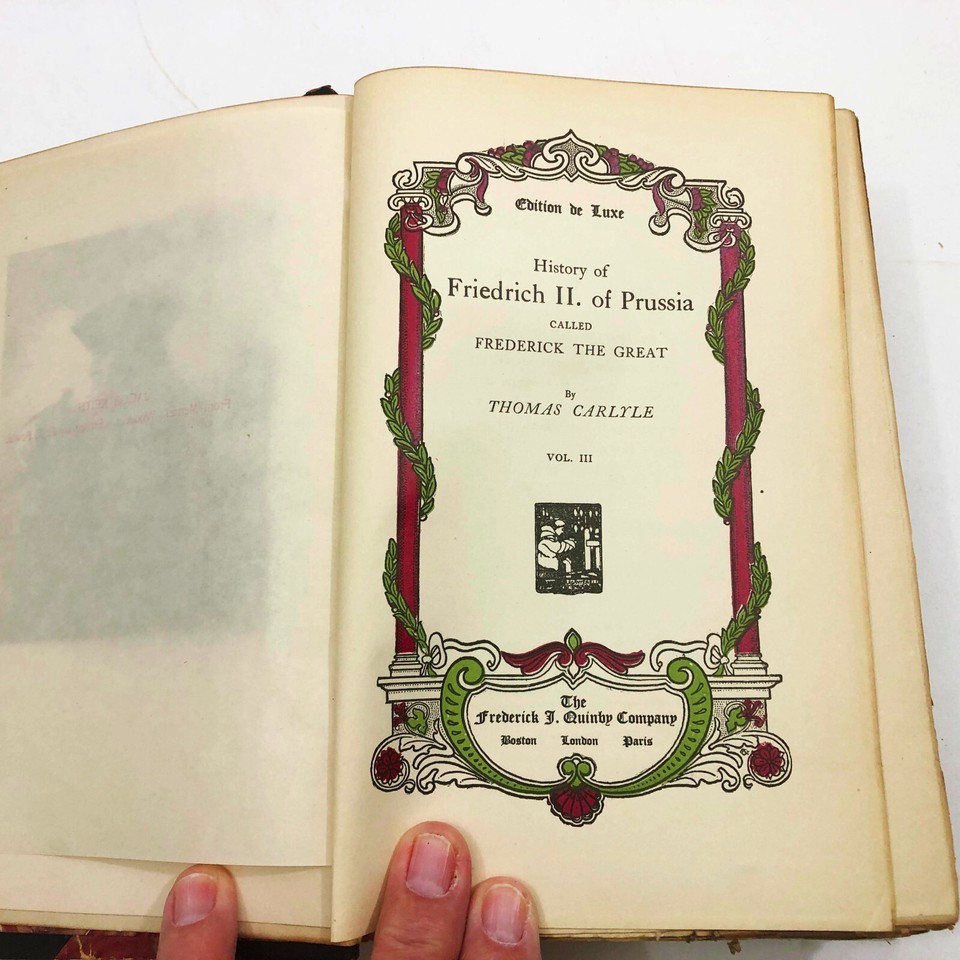 Edition de Luxe
History of
Friedrich II. of Prussia
CALLED
FREDERICK THE GREAT
By
THOMAS CARLYLE
VOL. III
The
Frederick J. Quinby Company
Boston London Paris